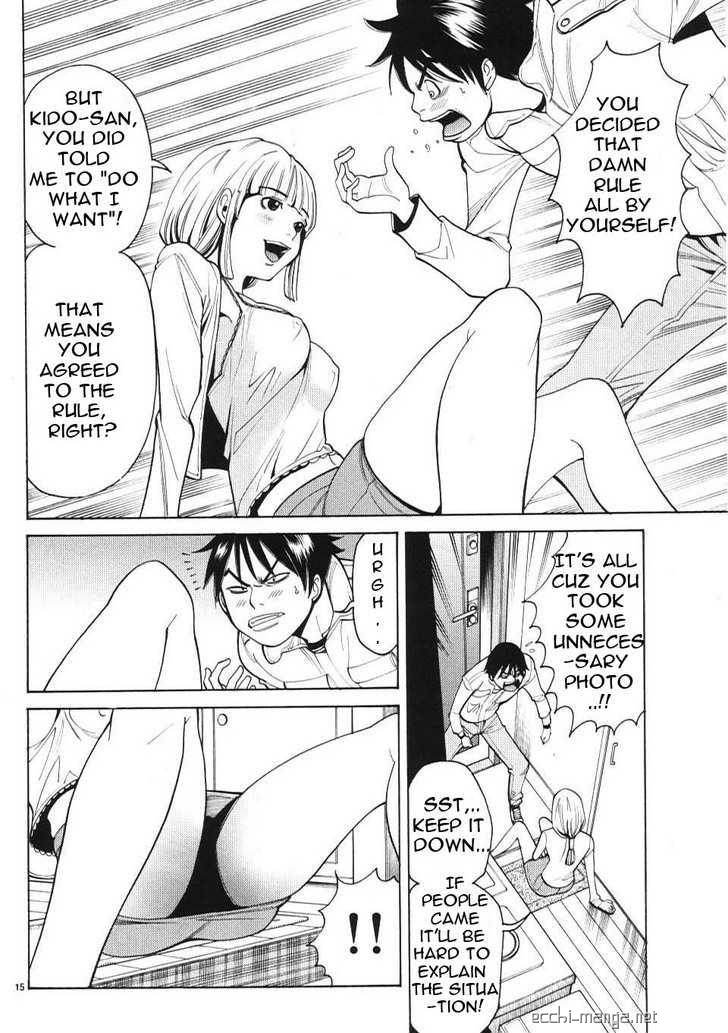 YOU
DECIDED
THAT
DAMN
RULE
ALL BY
YOURSELF!
BUT
KIDO-SAN,
YOU DID
TOLD
ME TO "DO
WHAT I
WANT"!
THAT
MEANS
YOU
AGREED
TO THE
RULE,
RIGHT?
IT'S ALL
CUZ YOU
TOOK
SOME
UNNECES
-SARY
PHOTO
..!!
SST,..
KEEP IT
DOWN...
IF
PEOPLE
CAME
IT'LL BE
HARD TO
EXPLAIN
THE SITUA
-TION!
URGH..
!!
15
ecchi-manga.net